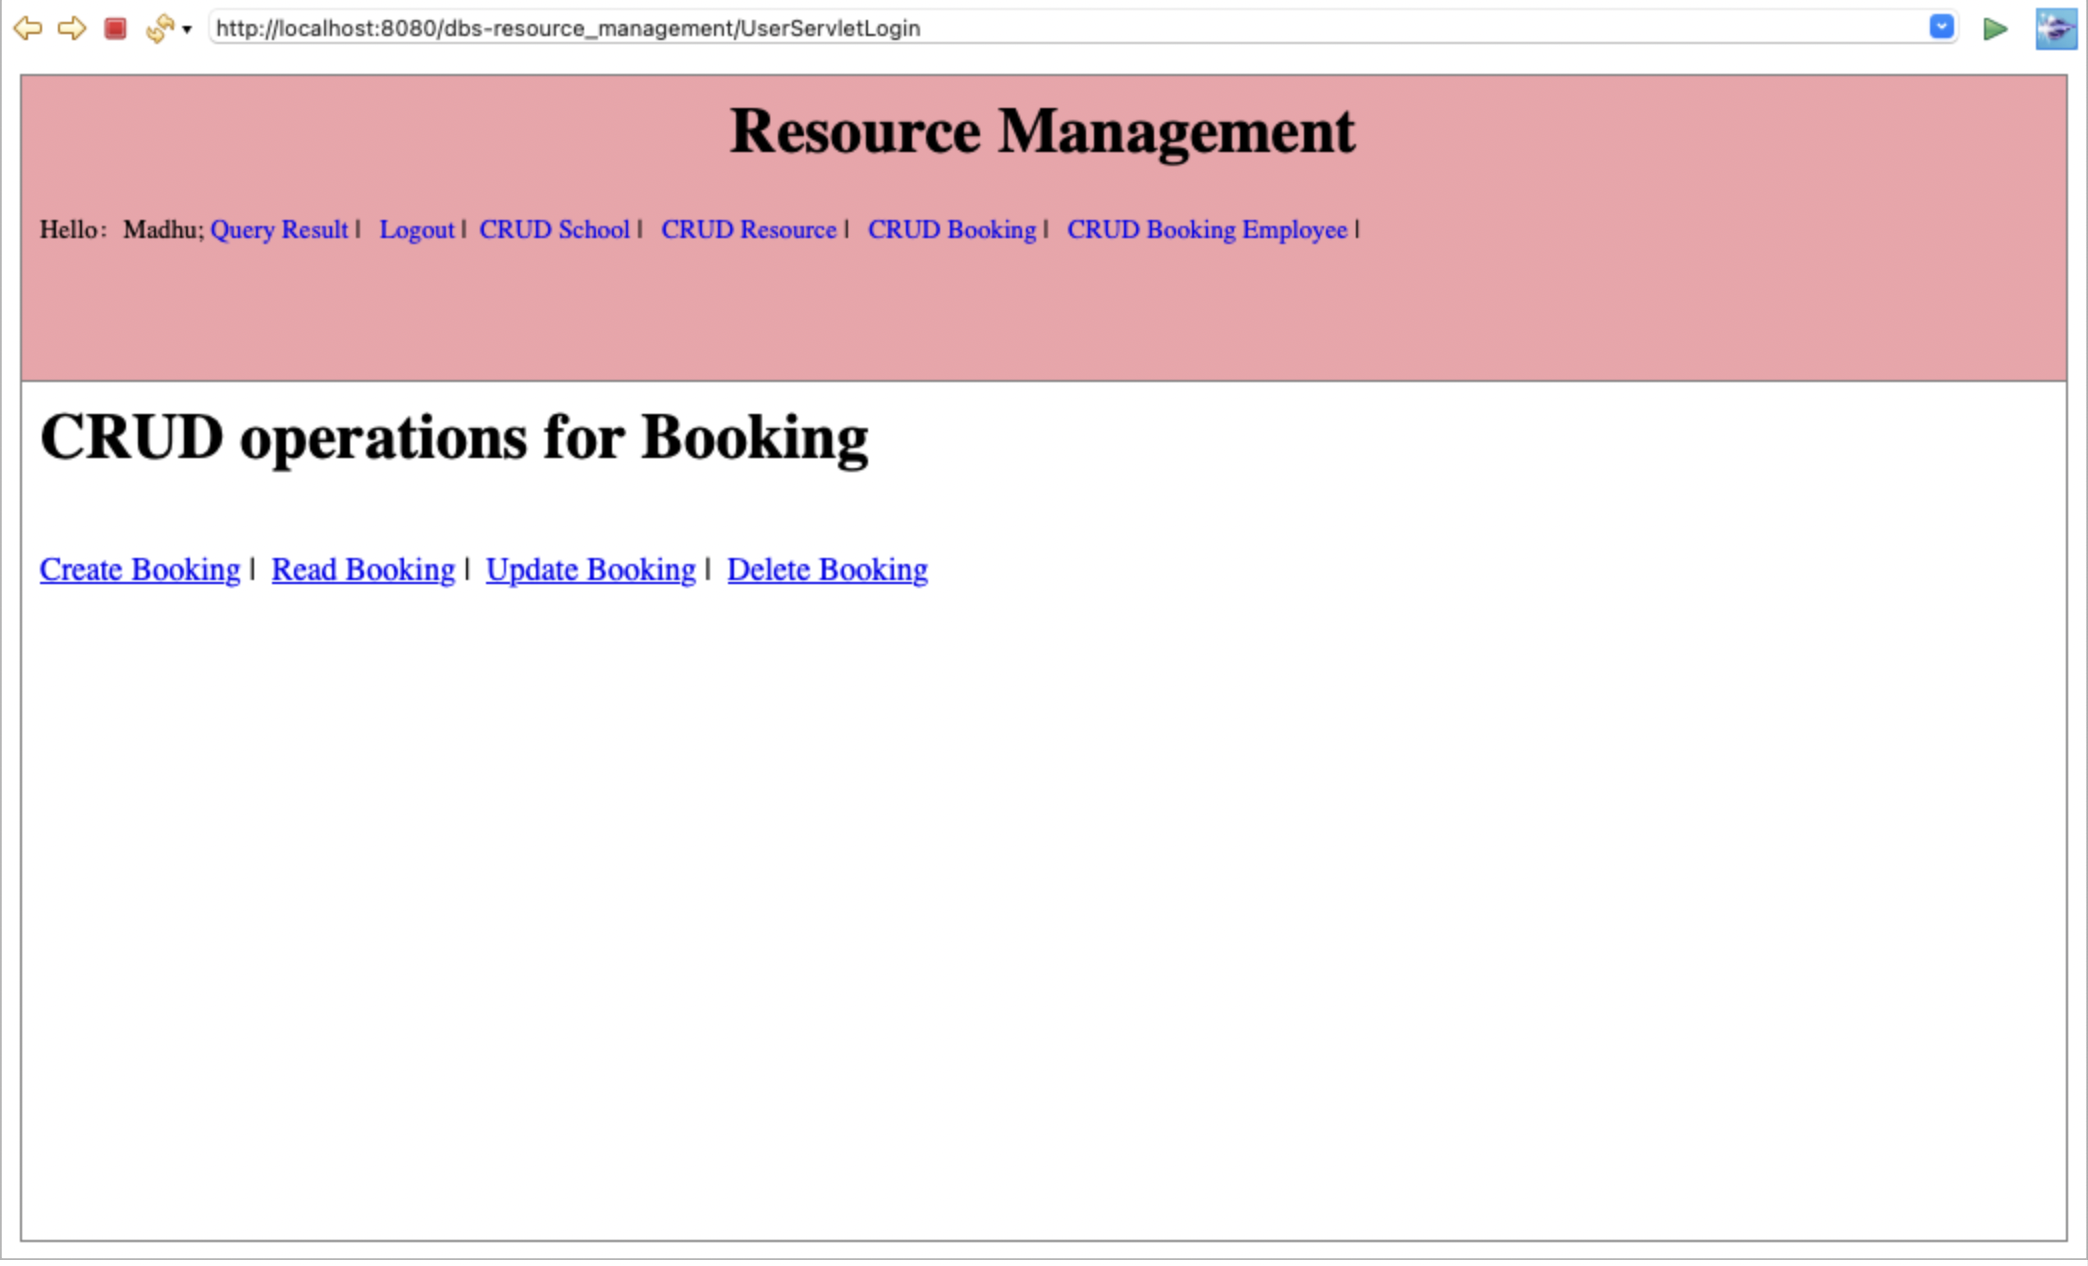 http://localhost:8080/dbs-resource_management/UserServletLogin
Resource Management
Hello: Madhu; Query Result | Logout | CRUD School | CRUD Resource | CRUD Booking | CRUD Booking Employee |
CRUD operations for Booking
Create Booking | Read Booking | Update Booking | Delete Booking